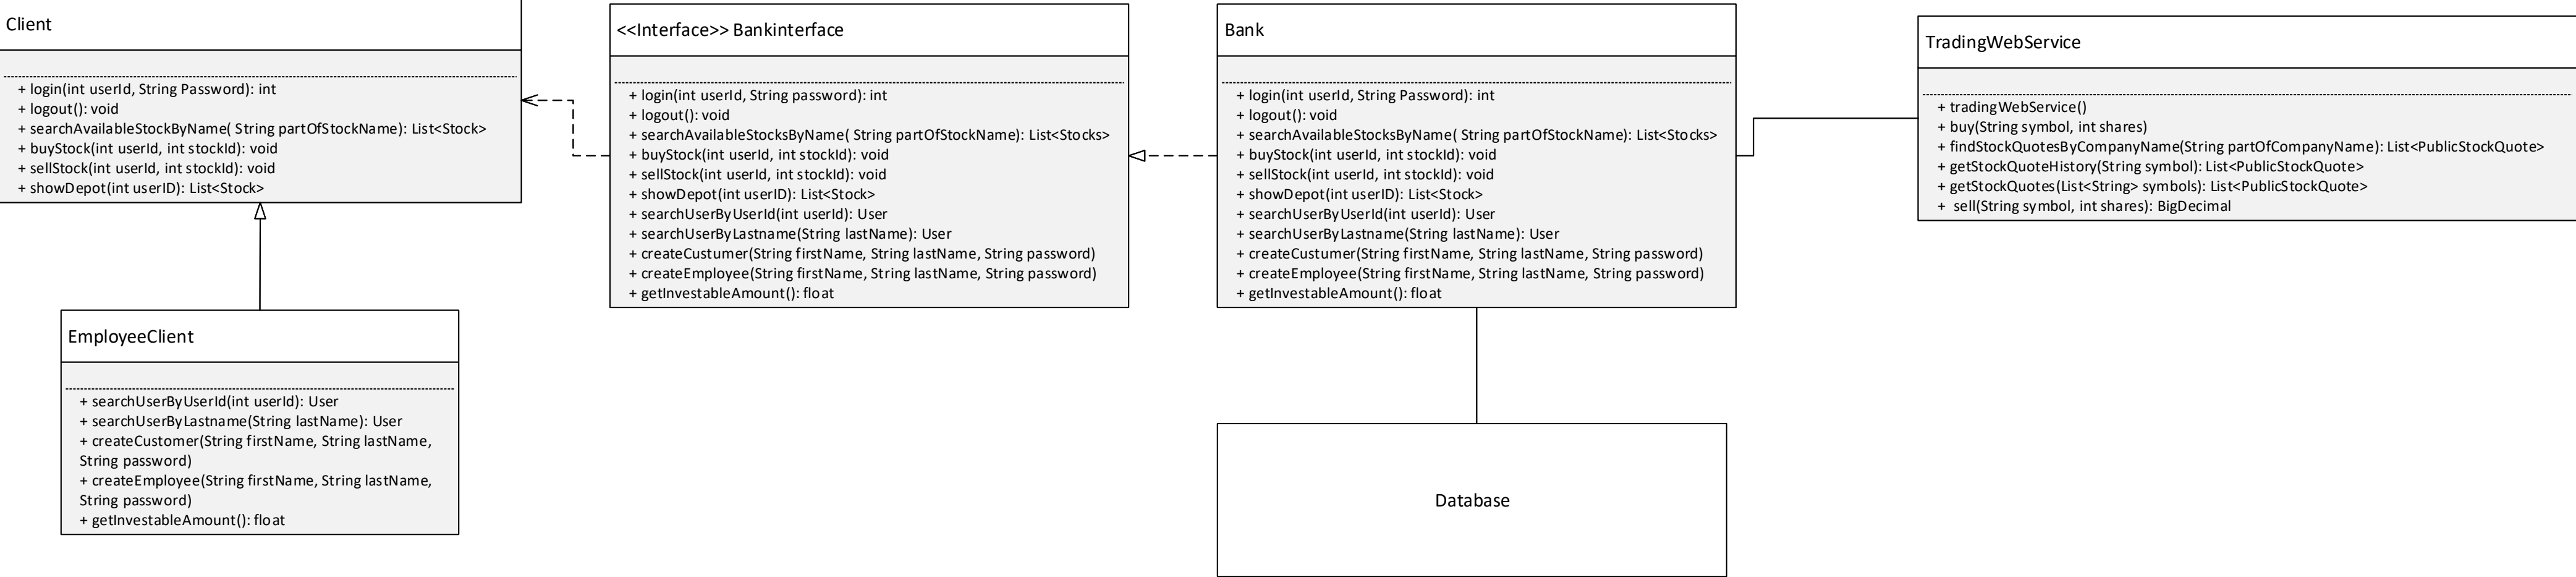 Client
+ login(int userId, String Password): int
+ logout(): void
+ searchAvailableStockByName( String partOfStockName): List<Stock>
+ buyStock(int userId, int stockId): void
+ sellStock(int userId, int stockId): void
+ showDepot(int userID): List<Stock>
EmployeeClient
+ searchUserByUserId(int userId): User
+ searchUserByLastname(String lastName): User
+ createCustomer(String firstName, String lastName,
String password)
+ createEmployee(String firstName, String lastName,
String password)
+ getInvestableAmount(): float
<<Interface>> Bankinterface
+ login(int userId, String password): int
+ logout(): void
+ searchAvailableStocksByName( String partOfStockName): List<Stocks>
+ buyStock(int userId, int stockId): void
+ sellStock(int userId, int stockId): void
+ showDepot(int userID): List<Stock>
+ searchUserByUserId(int userId): User
+ searchUserByLastname(String lastName): User
+ createCustumer(String firstName, String lastName, String password)
+ createEmployee(String firstName, String lastName, String password)
+ getInvestableAmount(): float
Bank
+ login(int userId, String Password): int
+ logout(): void
+ searchAvailableStocksByName( String partOfStockName): List<Stocks>
+ buyStock(int userId, int stockId): void
+ sellStock(int userId, int stockId): void
+ showDepot(int userID): List<Stock>
+ searchUserByUserId(int userId): User
+ searchUserByLastname(String lastName): User
+ createCustumer(String firstName, String lastName, String password)
+ createEmployee(String firstName, String lastName, String password)
+ getInvestableAmount(): float
Database
TradingWebService
+ tradingWebService()
+ buy(String symbol, int shares)
+ findStockQuotesByCompanyName(String partOfCompanyName): List<PublicStockQuote>
+ getStockQuoteHistory(String symbol): List<PublicStockQuote>
+ getStockQuotes(List<String> symbols): List<PublicStockQuote>
+ sell(String symbol, int shares): BigDecimal